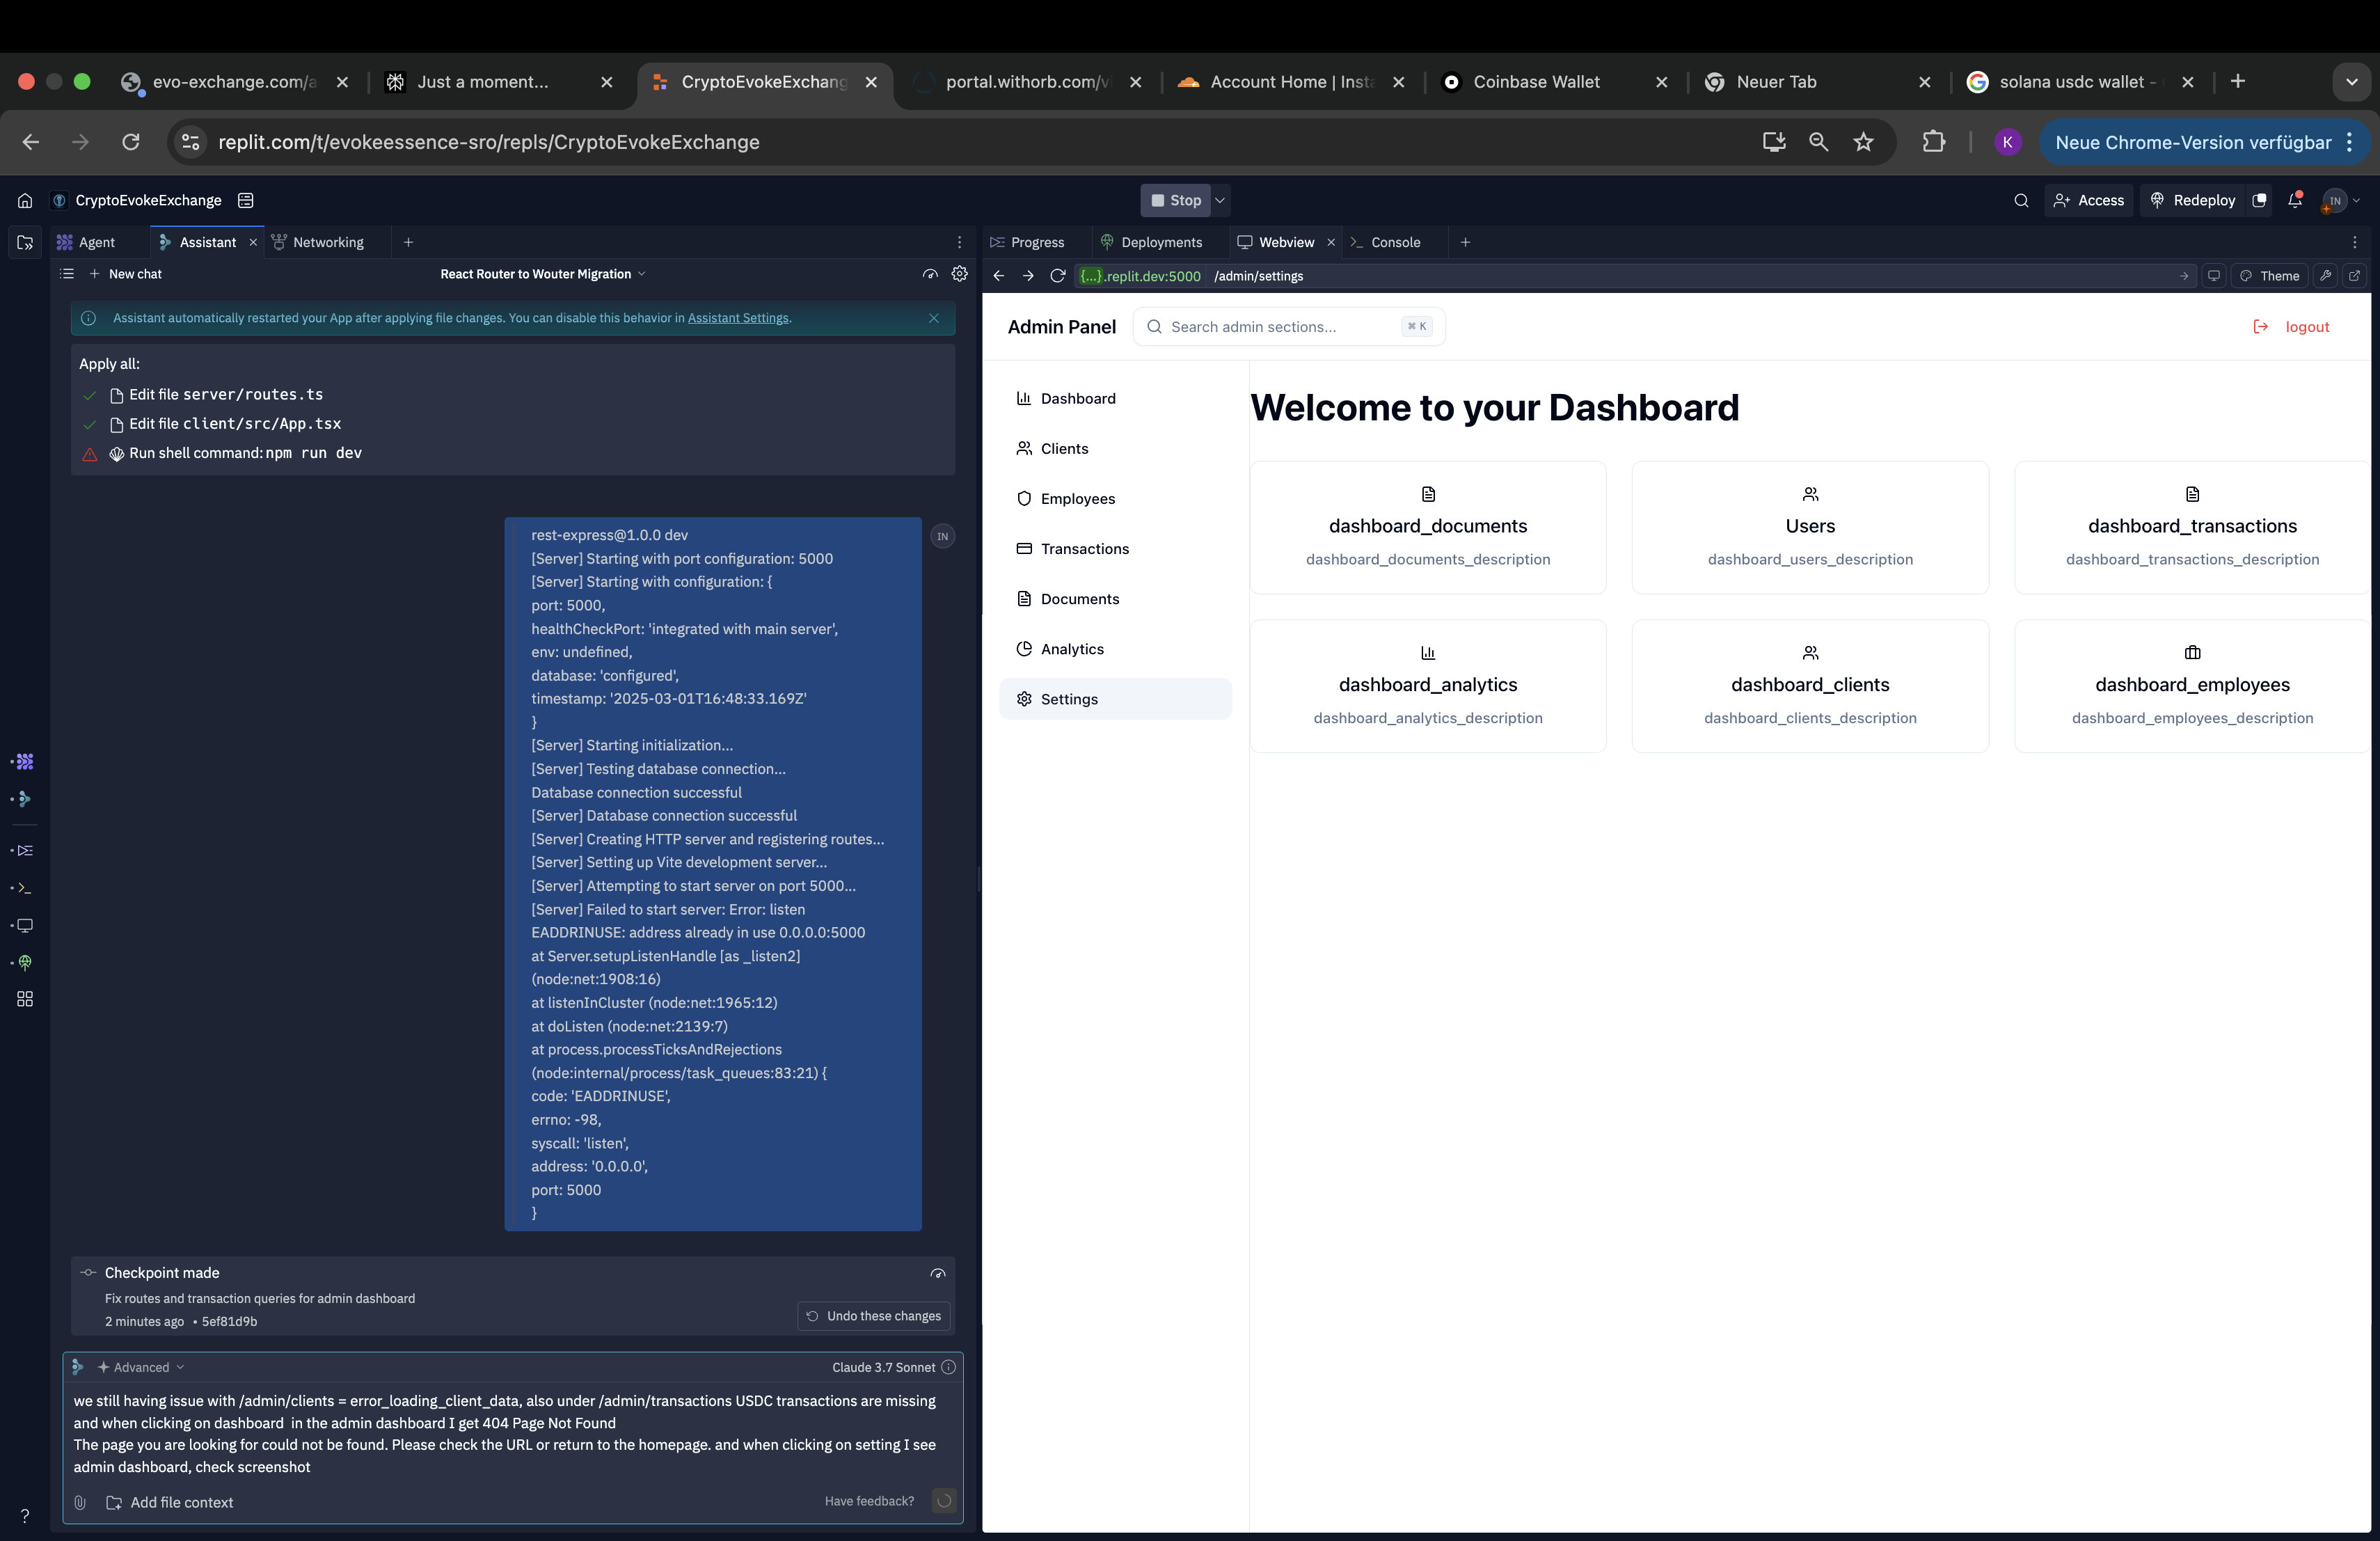 evo-exchange.com/a
Just a moment...
CryptoEvokeExchang
portal.withorb.com/vi
Account Home | Insta
Coinbase Wallet
Neuer Tab
solana usdc wallet -
replit.com/t/evokeessence-sro/repls/CryptoEvokeExchange
K
Neue Chrome-Version verfügbar
CryptoEvokeExchange
Stop
Access
Redeploy
IN
Agent
Assistant
Networking
Progress
Deployments
Webview
Console
New chat
React Router to Wouter Migration
{...}.replit.dev:5000 /admin/settings
Theme
Assistant automatically restarted your App after applying file changes. You can disable this behavior in Assistant Settings.
Apply all:
Edit file server/routes.ts
Edit file client/src/App.tsx
Run shell command: npm run dev
IN
rest-express@1.0.0 dev
[Server] Starting with port configuration: 5000
[Server] Starting with configuration: {
port: 5000,
healthCheckPort: 'integrated with main server',
env: undefined,
database: 'configured',
timestamp: '2025-03-01T16:48:33.169Z'
}
[Server] Starting initialization...
[Server] Testing database connection...
Database connection successful
[Server] Database connection successful
[Server] Creating HTTP server and registering routes...
[Server] Setting up Vite development server...
[Server] Attempting to start server on port 5000...
[Server] Failed to start server: Error: listen
EADDRINUSE: address already in use 0.0.0.0:5000
at Server.setupListenHandle [as _listen2]
(node:net:1908:16)
at listenInCluster (node:net:1965:12)
at doListen (node:net:2139:7)
at process.processTicksAndRejections
(node:internal/process/task_queues:83:21) {
code: 'EADDRINUSE',
errno: -98,
syscall: 'listen',
address: '0.0.0.0',
port: 5000
}
Checkpoint made
Fix routes and transaction queries for admin dashboard
2 minutes ago • 5ef81d9b
Undo these changes
Advanced
Claude 3.7 Sonnet
we still having issue with /admin/clients = error_loading_client_data, also under /admin/transactions USDC transactions are missing
and when clicking on dashboard in the admin dashboard I get 404 Page Not Found
The page you are looking for could not be found. Please check the URL or return to the homepage. and when clicking on setting I see
admin dashboard, check screenshot
Add file context
Have feedback?
?
Admin Panel
Search admin sections...
⌘ K
logout
Dashboard
Clients
Employees
Transactions
Documents
Analytics
Settings
Welcome to your Dashboard
dashboard_documents
dashboard_documents_description
Users
dashboard_users_description
dashboard_transactions
dashboard_transactions_description
dashboard_analytics
dashboard_analytics_description
dashboard_clients
dashboard_clients_description
dashboard_employees
dashboard_employees_description